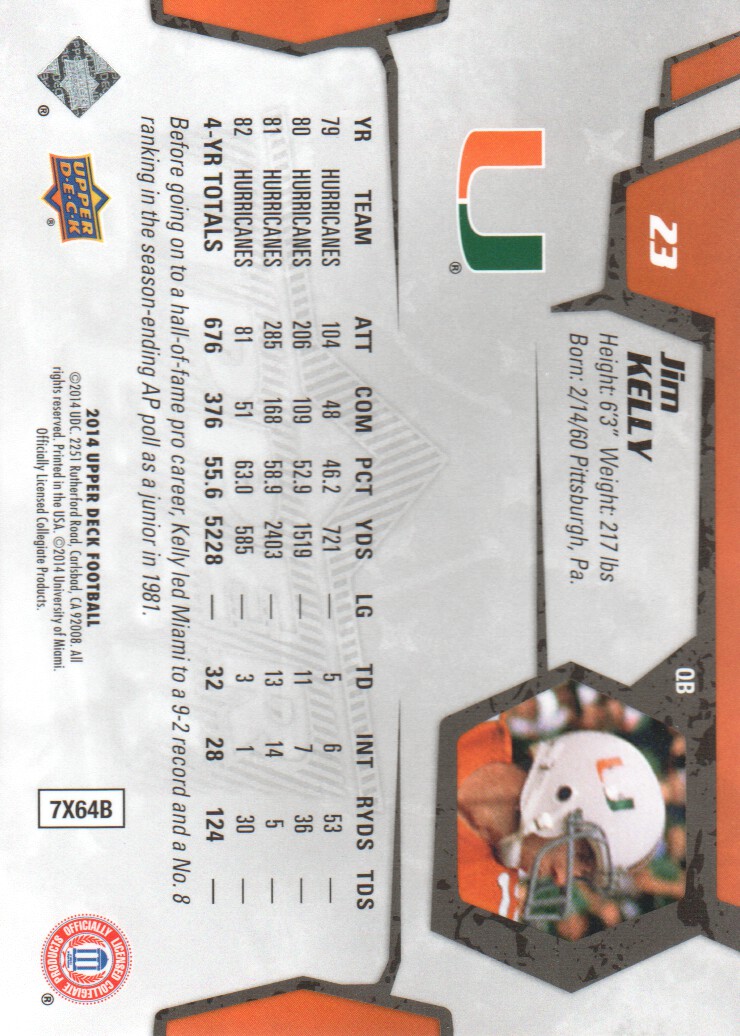 23
Jim
KELLY
QB
Height: 6'3" Weight: 217 lbs
Born: 2/14/60 Pittsburgh, Pa.
U
®
U
YR TEAM ATT COM PCT YDS LG TD INT RYDS TDS
79 HURRICANES 104 48 46.2 721 — 5 6 53 —
80 HURRICANES 206 109 52.9 1519 — 11 7 36 —
81 HURRICANES 285 168 58.9 2403 — 13 14 5 —
82 HURRICANES 81 51 63.0 585 — 3 1 30 —
4-YR TOTALS 676 376 55.6 5228 — 32 28 124 —
Before going on to a hall-of-fame pro career, Kelly led Miami to a 9-2 record and a No. 8
ranking in the season-ending AP poll as a junior in 1981.
®
UPPER
D·E·C·K
®
2014 UPPER DECK FOOTBALL
©2014 UDC. 2251 Rutherford Road, Carlsbad, CA 92008. All
rights reserved. Printed in the USA. ©2014 University of Miami.
Officially Licensed Collegiate Products.
7X64B
OFFICIALLY LICENSED COLLEGIATE PRODUCTS
®